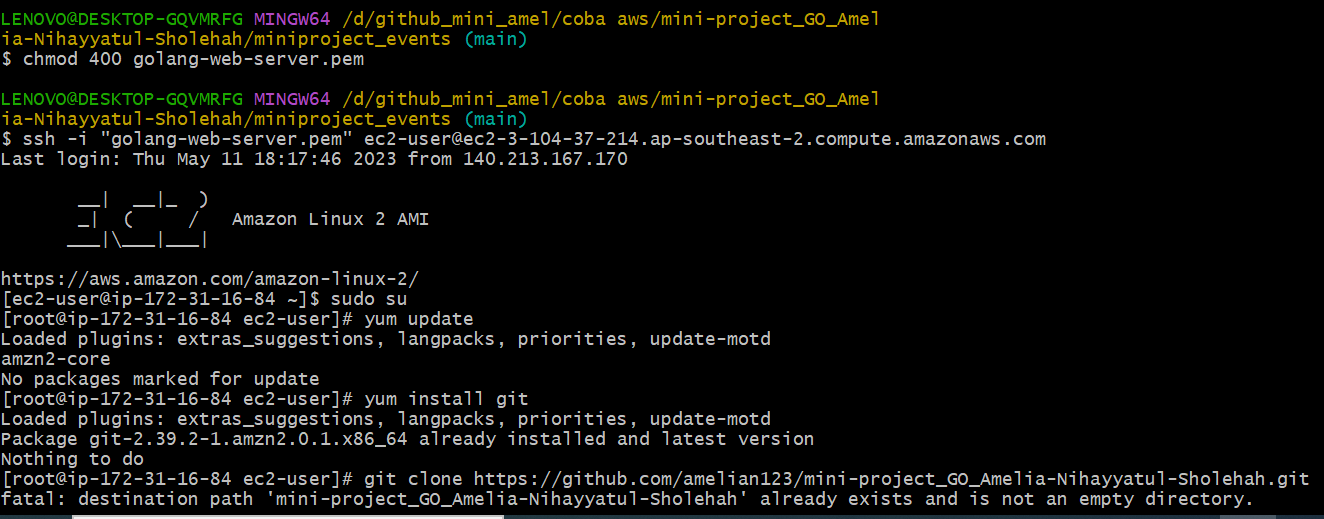 LENOVO@DESKTOP-GQVMRFG MINGW64 /d/github_mini_amel/coba aws/mini-project_GO_Amel
ia-Nihayyatul-Sholehah/miniproject_events (main)
$ chmod 400 golang-web-server.pem
LENOVO@DESKTOP-GQVMRFG MINGW64 /d/github_mini_amel/coba aws/mini-project_GO_Amel
ia-Nihayyatul-Sholehah/miniproject_events (main)
$ ssh -i "golang-web-server.pem" ec2-user@ec2-3-104-37-214.ap-southeast-2.compute.amazonaws.com
Last login: Thu May 11 18:17:46 2023 from 140.213.167.170
       __|  __|_  )
       _|  (     /   Amazon Linux 2 AMI
      ___|\___|___|
https://aws.amazon.com/amazon-linux-2/
[ec2-user@ip-172-31-16-84 ~]$ sudo su
[root@ip-172-31-16-84 ec2-user]# yum update
Loaded plugins: extras_suggestions, langpacks, priorities, update-motd
amzn2-core
No packages marked for update
[root@ip-172-31-16-84 ec2-user]# yum install git
Loaded plugins: extras_suggestions, langpacks, priorities, update-motd
Package git-2.39.2-1.amzn2.0.1.x86_64 already installed and latest version
Nothing to do
[root@ip-172-31-16-84 ec2-user]# git clone https://github.com/amelian123/mini-project_GO_Amelia-Nihayyatul-Sholehah.git
fatal: destination path 'mini-project_GO_Amelia-Nihayyatul-Sholehah' already exists and is not an empty directory.